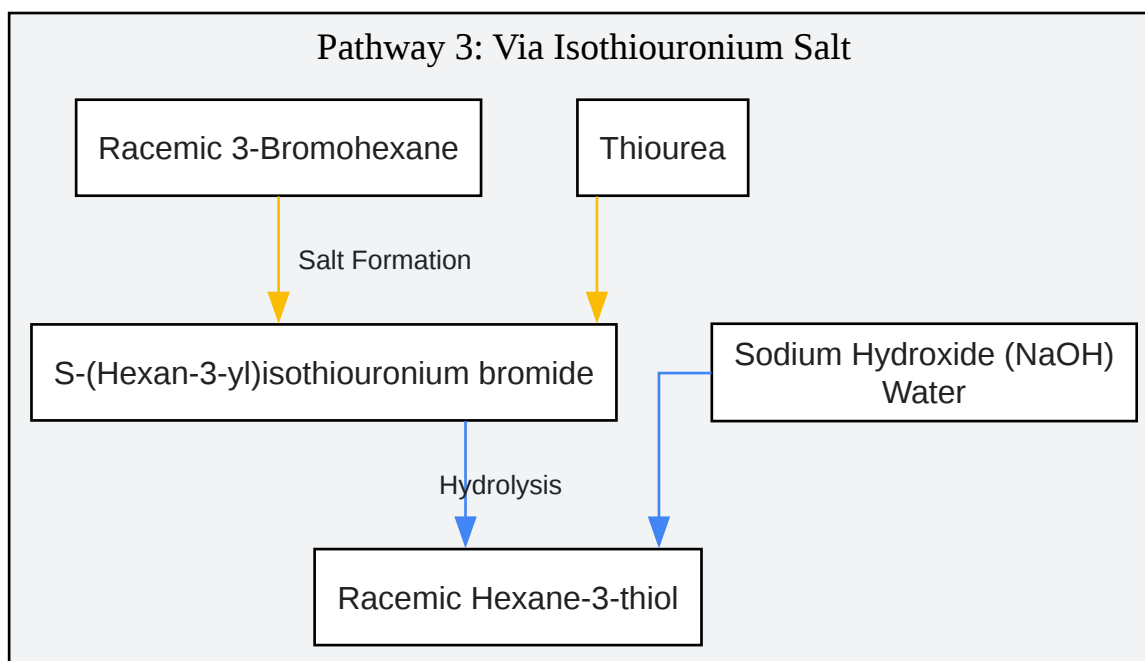 Pathway 3: Via Isothiouronium Salt
Racemic 3-Bromohexane
Thiourea
Salt Formation
S-(Hexan-3-yl)isothiouronium bromide
Sodium Hydroxide (NaOH)
Water
Hydrolysis
Racemic Hexane-3-thiol